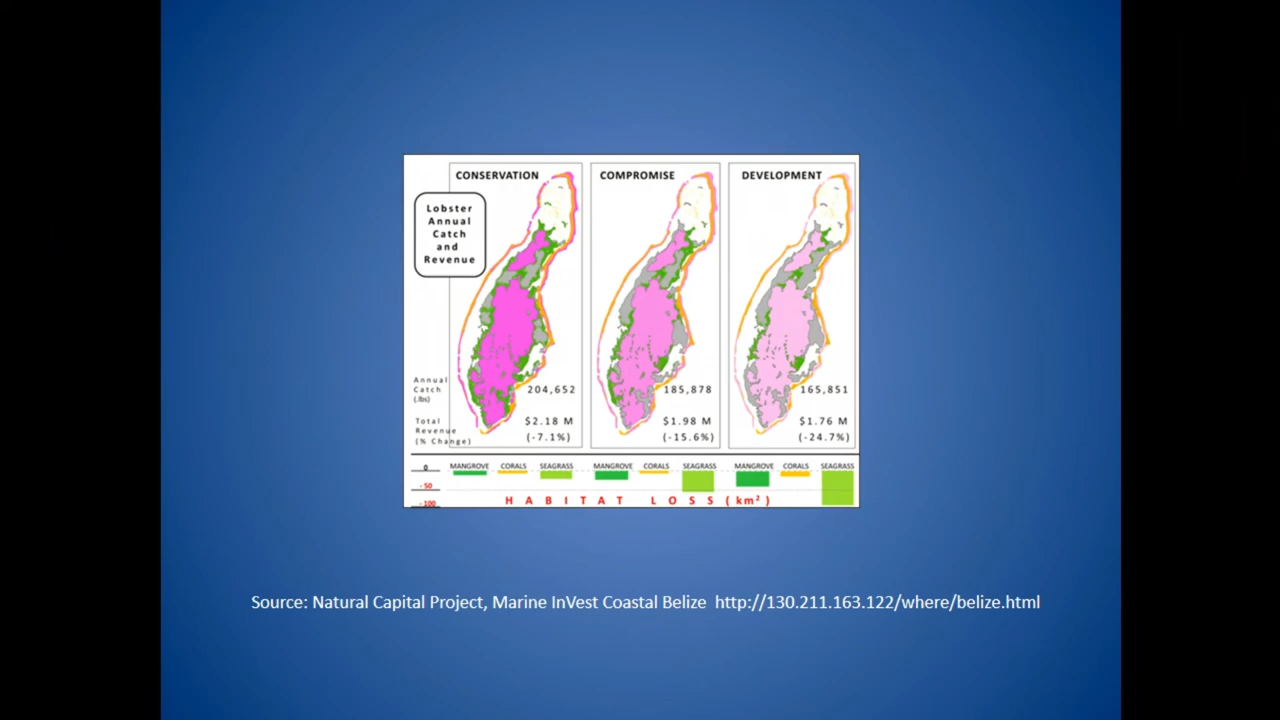 CONSERVATION
COMPROMISE
DEVELOPMENT
Lobster
Annual
Catch
and
Revenue
Annual
Catch
(.lbs)
204,652
185,878
165,851
Total
Revenue
(% Change)
$2.18 M
(-7.1%)
$1.98 M
(-15.6%)
$1.76 M
(-24.7%)
0
MANGROVE CORALS SEAGRASS
MANGROVE CORALS SEAGRASS
MANGROVE CORALS SEAGRASS
- 50
- 100
HABITAT LOSS (km²)
Source: Natural Capital Project, Marine InVest Coastal Belize http://130.211.163.122/where/belize.html